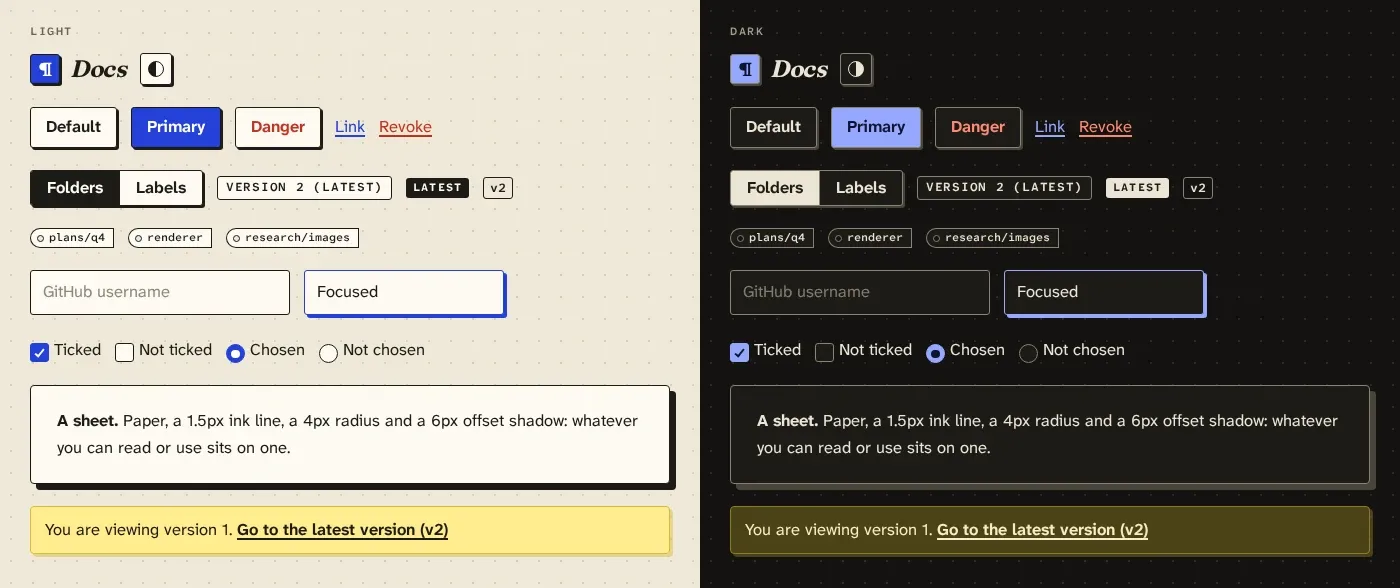 LIGHT
¶ Docs
Default Primary Danger Link Revoke
Folders Labels VERSION 2 (LATEST) LATEST v2
plans/q4 renderer research/images
GitHub username Focused
Ticked Not ticked Chosen Not chosen
A sheet. Paper, a 1.5px ink line, a 4px radius and a 6px offset shadow: whatever
you can read or use sits on one.
You are viewing version 1. Go to the latest version (v2)
DARK
¶ Docs
Default Primary Danger Link Revoke
Folders Labels VERSION 2 (LATEST) LATEST v2
plans/q4 renderer research/images
GitHub username Focused
Ticked Not ticked Chosen Not chosen
A sheet. Paper, a 1.5px ink line, a 4px radius and a 6px offset shadow: whatever
you can read or use sits on one.
You are viewing version 1. Go to the latest version (v2)